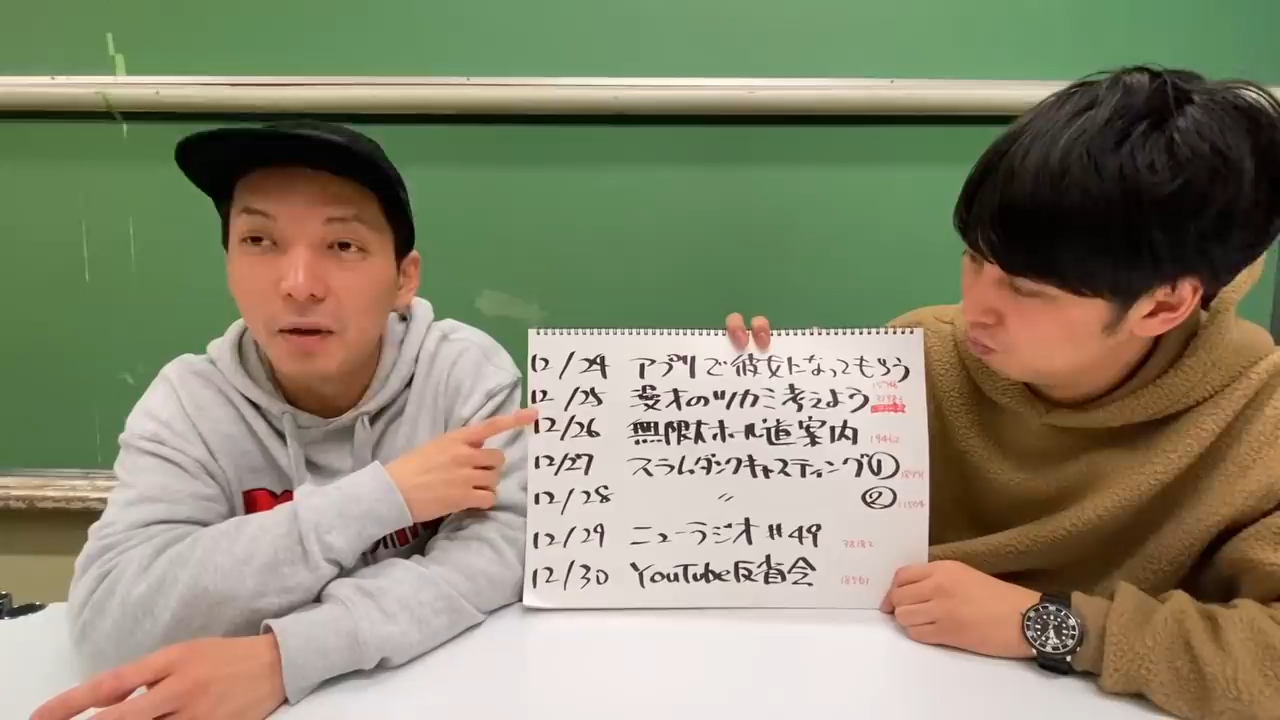 12/24 アプリで彼女になってもらう
12/25 漫才のツカミ考えよう
12/26 無限大ホール道案内 19462
12/27 スラムダンクキャスティング①
12/28 〃 ②
12/29 ニューラジオ #49 38182
12/30 YouTube反省会